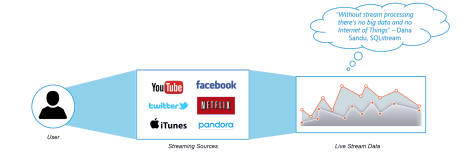 "Without stream processing
there's no big data and no
Internet of Things" – Dana
Sandu, SQLstream
YouTube facebook
twitter NETFLIX
iTunes PANDORA
User
Streaming Sources
Live Stream Data